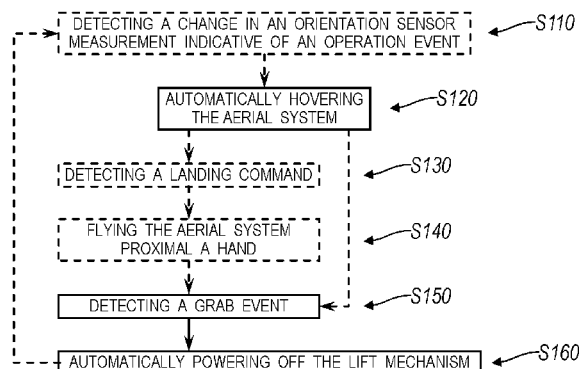 DETECTING A CHANGE IN AN ORIENTATION SENSOR
MEASUREMENT INDICATIVE OF AN OPERATION EVENT
S110
AUTOMATICALLY HOVERING
THE AERIAL SYSTEM
S120
DETECTING A LANDING COMMAND
S130
FLYING THE AERIAL SYSTEM
PROXIMAL A HAND
S140
DETECTING A GRAB EVENT
S150
AUTOMATICALLY POWERING OFF THE LIFT MECHANISM
S160